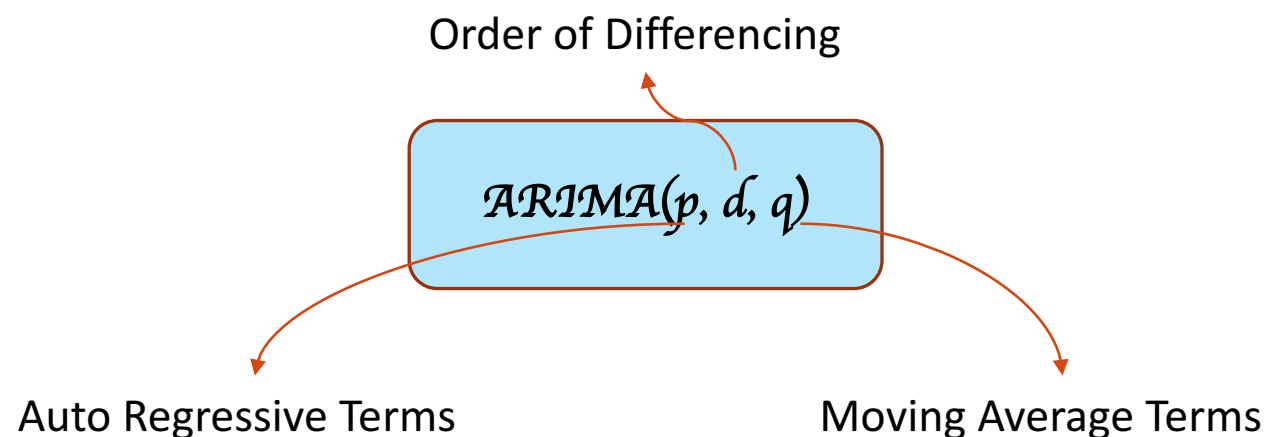 Order of Differencing
ARIMA(p, d, q)
Auto Regressive Terms
Moving Average Terms